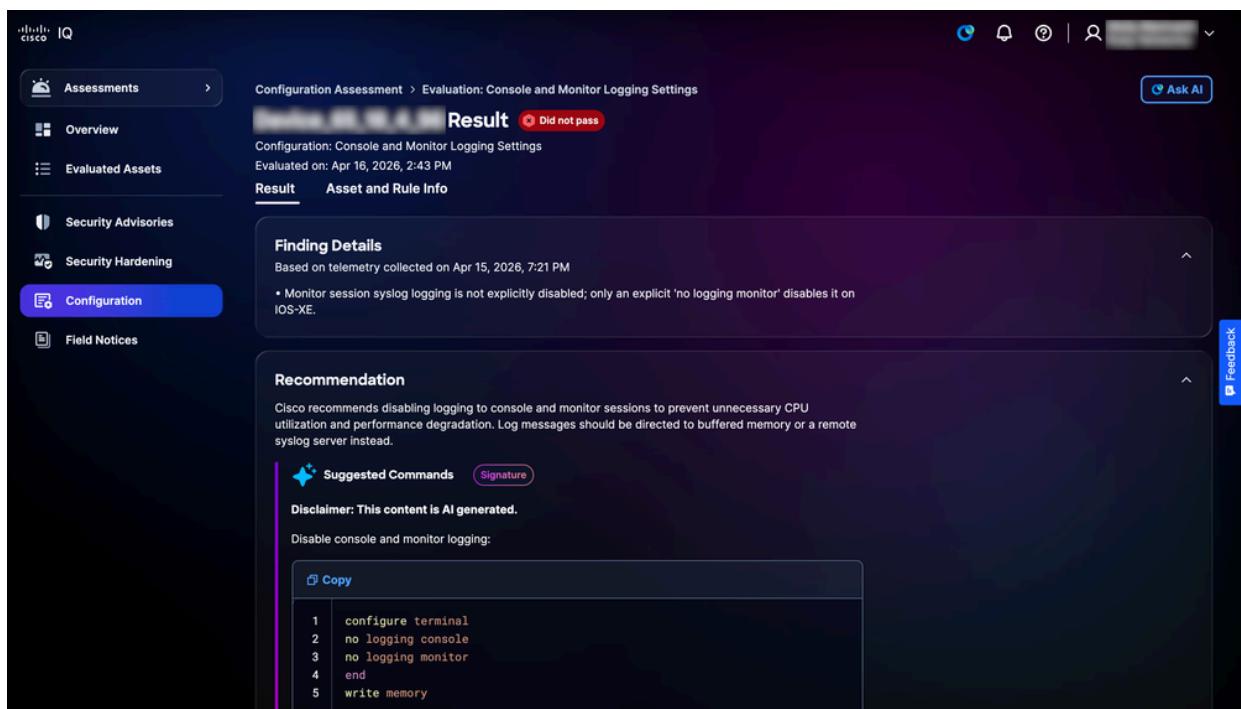 cisco IQ
Assessments
Overview
Evaluated Assets
Security Advisories
Security Hardening
Configuration
Field Notices
Configuration Assessment > Evaluation: Console and Monitor Logging Settings
Ask AI
Result Did not pass
Configuration: Console and Monitor Logging Settings
Evaluated on: Apr 16, 2026, 2:43 PM
Result Asset and Rule Info
Finding Details
Based on telemetry collected on Apr 15, 2026, 7:21 PM
• Monitor session syslog logging is not explicitly disabled; only an explicit 'no logging monitor' disables it on
IOS-XE.
Feedback
Recommendation
Cisco recommends disabling logging to console and monitor sessions to prevent unnecessary CPU
utilization and performance degradation. Log messages should be directed to buffered memory or a remote
syslog server instead.
Suggested Commands Signature
Disclaimer: This content is AI generated.
Disable console and monitor logging:
Copy
1 configure terminal
2 no logging console
3 no logging monitor
4 end
5 write memory